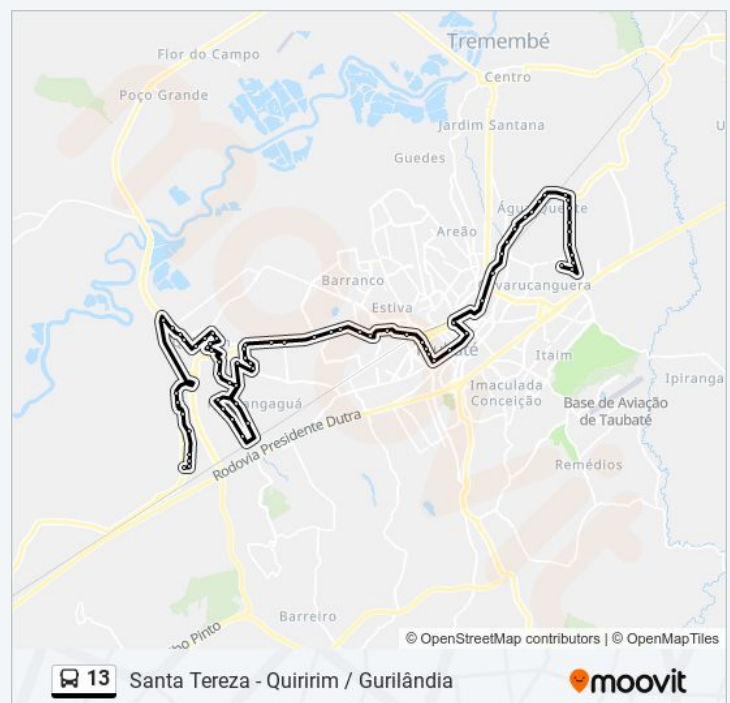 Tremembé
Flor do Campo
Centro
Poço Grande
Jardim Santana
Guedes
Areão
Barranco
varucanguera
Estiva
Itaim
Imaculada
Conceição
Ipiranga
Base de Aviação
de Taubaté
Rodovia Presidente Dutra
Remédios
Barreiro
© OpenStreetMap contributors | © OpenMapTiles
13 Santa Tereza - Quiririm / Gurilândia
moovit